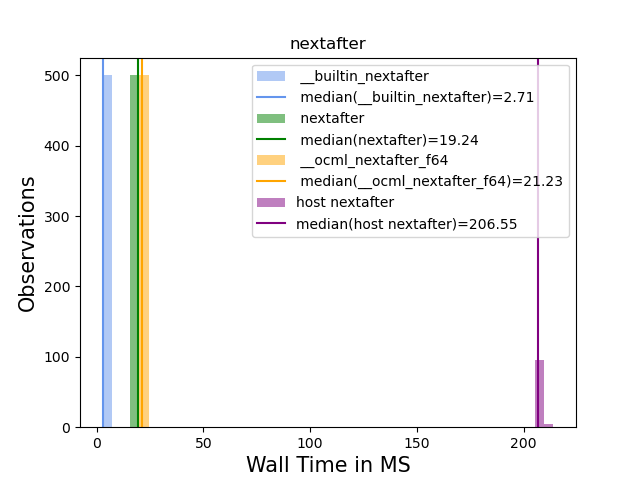 nextafter
__builtin_nextafter
median(__builtin_nextafter)=2.71
nextafter
median(nextafter)=19.24
__ocml_nextafter_f64
median(__ocml_nextafter_f64)=21.23
host nextafter
median(host nextafter)=206.55
Observations
500
400
300
200
100
0
0 50 100 150 200
Wall Time in MS